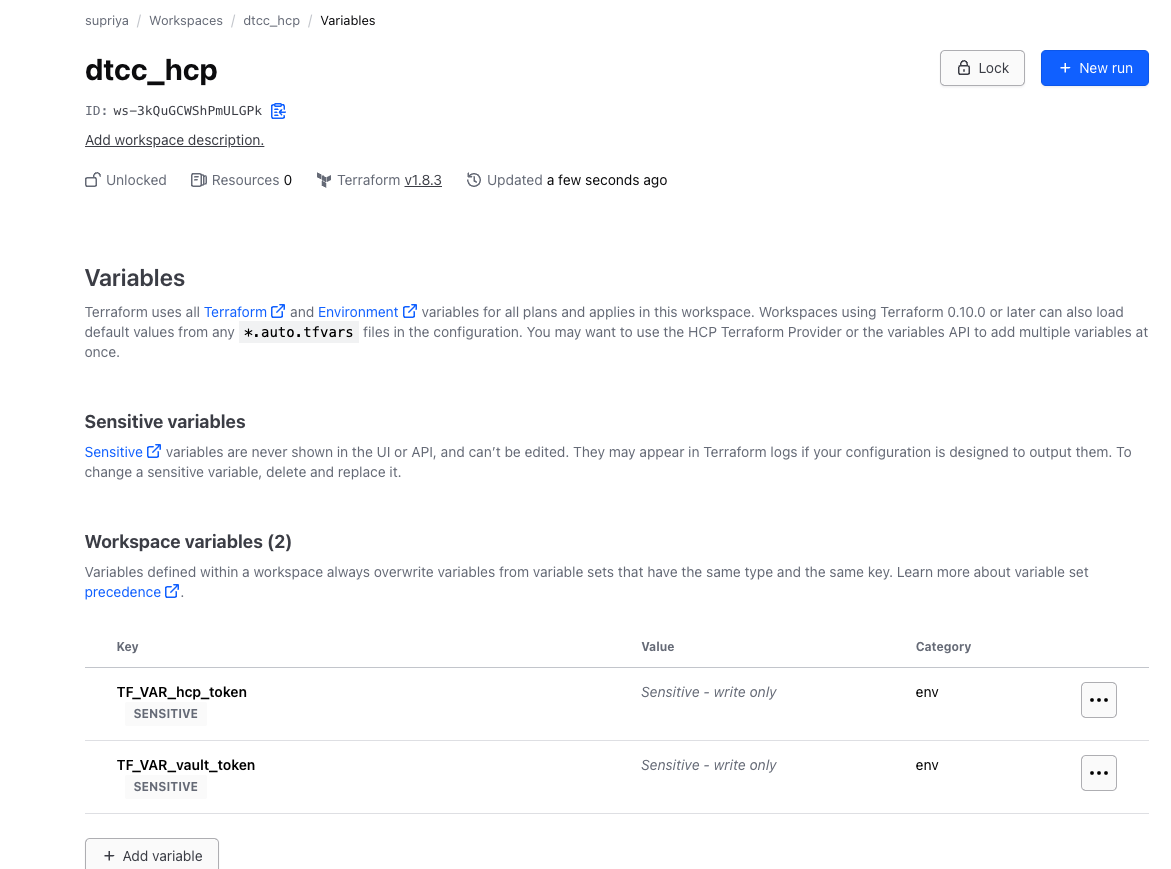 supriya / Workspaces / dtcc_hcp / Variables
dtcc_hcp
Lock
+ New run
ID: ws-3kQuGCWShPmULGPk
Add workspace description.
Unlocked Resources 0 Terraform v1.8.3 Updated a few seconds ago
Variables
Terraform uses all Terraform and Environment variables for all plans and applies in this workspace. Workspaces using Terraform 0.10.0 or later can also load
default values from any *.auto.tfvars files in the configuration. You may want to use the HCP Terraform Provider or the variables API to add multiple variables at
once.
Sensitive variables
Sensitive variables are never shown in the UI or API, and can't be edited. They may appear in Terraform logs if your configuration is designed to output them. To
change a sensitive variable, delete and replace it.
Workspace variables (2)
Variables defined within a workspace always overwrite variables from variable sets that have the same type and the same key. Learn more about variable set
precedence.
Key Value Category
TF_VAR_hcp_token Sensitive - write only env
SENSITIVE
TF_VAR_vault_token Sensitive - write only env
SENSITIVE
+ Add variable